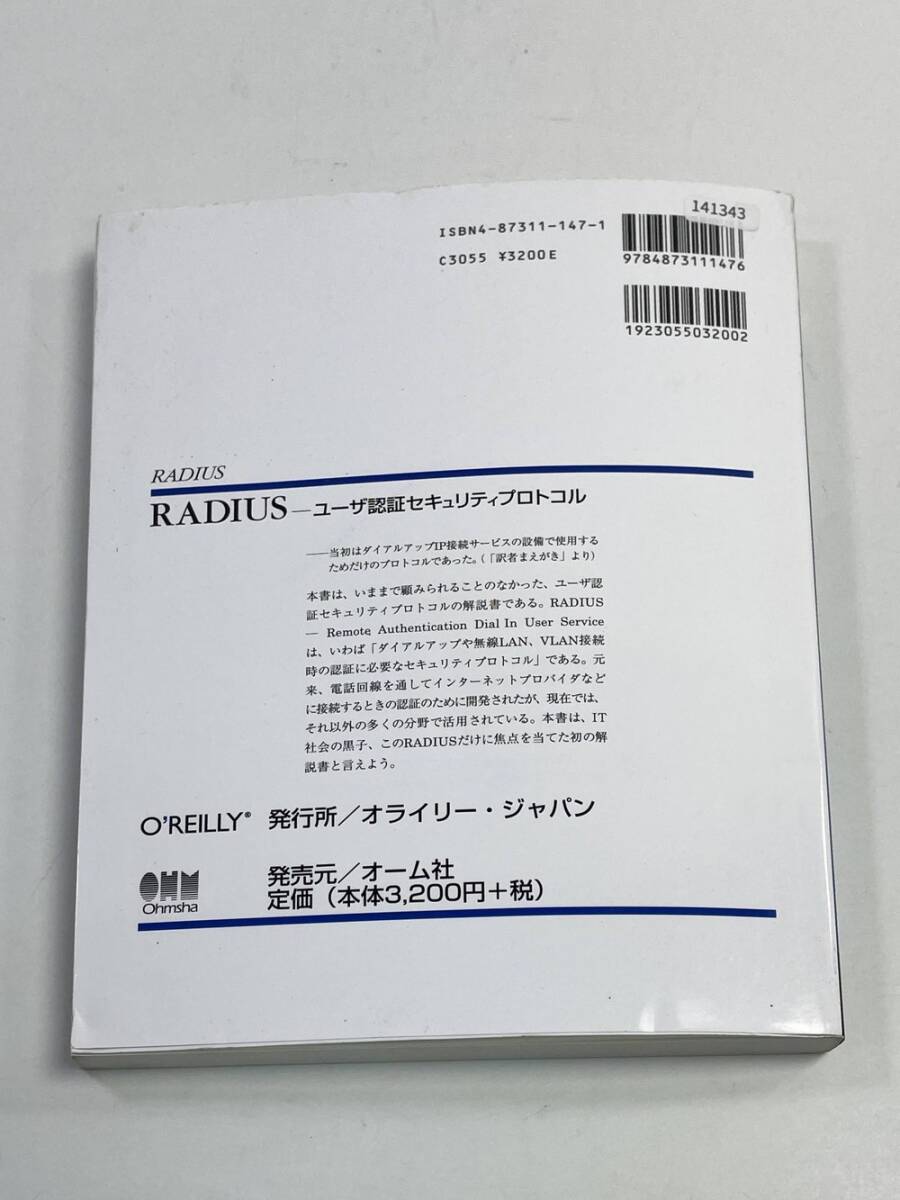 141343
ISBN4-87311-147-1
C3055 ¥3200E
9784873111476
1923055032002
RADIUS
RADIUS—ユーザ認証セキュリティプロトコル
——当初はダイアルアップIP接続サービスの設備で使用する
ためだけのプロトコルであった。(「訳者まえがき」より)
本書は、いままで顧みられることのなかった、ユーザ認
証セキュリティプロトコルの解説書である。RADIUS
— Remote Authentication Dial In User Service
は、いわば「ダイアルアップや無線LAN、VLAN接続
時の認証に必要なセキュリティプロトコル」である。元
来、電話回線を通してインターネットプロバイダなど
に接続するときの認証のために開発されたが、現在では、
それ以外の多くの分野で活用されている。本書は、IT
社会の黒子、このRADIUSだけに焦点を当てた初の解
説書と言えよう。
O'REILLY® 発行所／オライリー・ジャパン
OHM
Ohmsha
発売元／オーム社
定価（本体3,200円＋税）